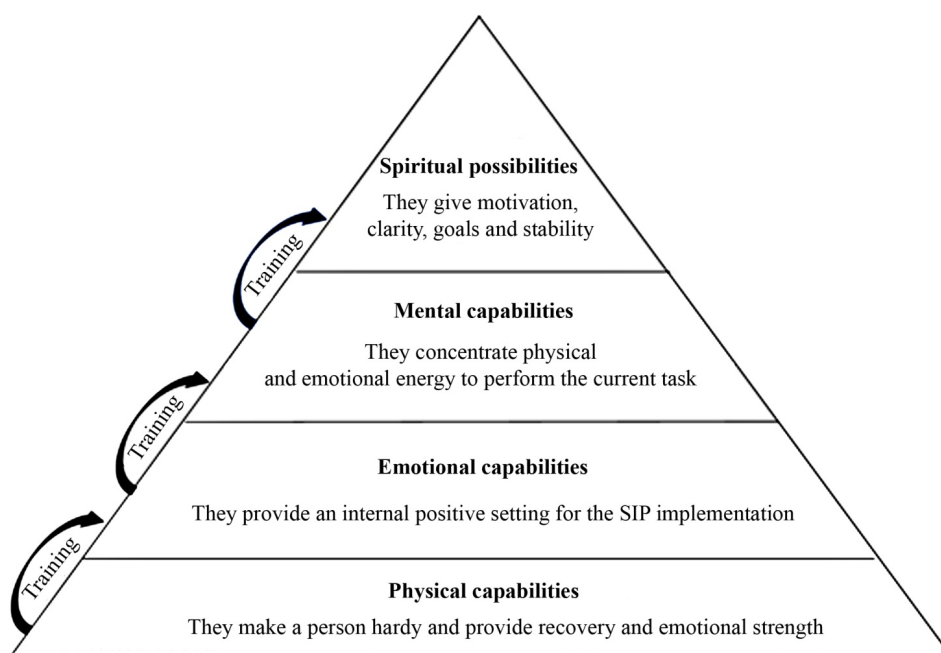 Spiritual possibilities
They give motivation,
clarity, goals and stability
Training
Mental capabilities
They concentrate physical
and emotional energy to perform the current task
Training
Emotional capabilities
They provide an internal positive setting for the SIP implementation
Training
Physical capabilities
They make a person hardy and provide recovery and emotional strength